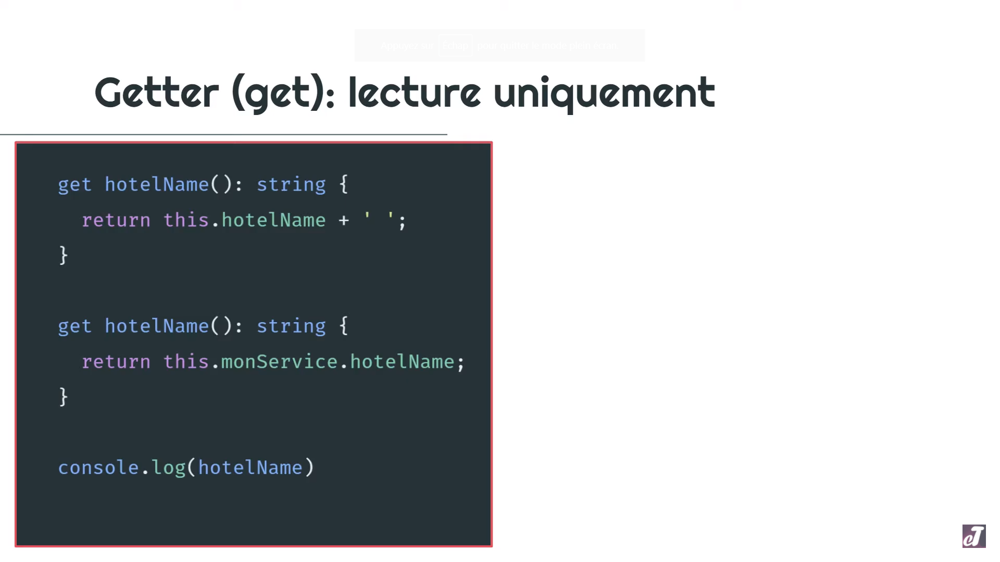 Appuyez sur Échap pour quitter le mode plein écran
Getter (get): lecture uniquement
get hotelName(): string {
return this.hotelName + ' ';
}
get hotelName(): string {
return this.monService.hotelName;
}
console.log(hotelName)
eT